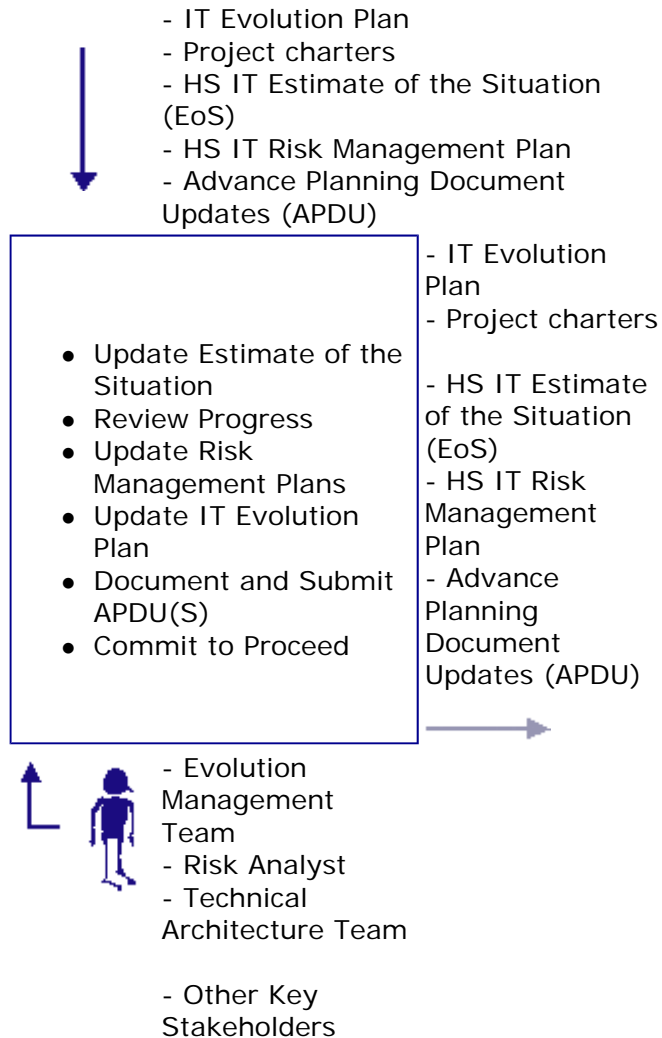 - IT Evolution Plan
- Project charters
- HS IT Estimate of the Situation
(EoS)
- HS IT Risk Management Plan
- Advance Planning Document
Updates (APDU)
● Update Estimate of the
Situation
● Review Progress
● Update Risk
Management Plans
● Update IT Evolution
Plan
● Document and Submit
APDU(S)
● Commit to Proceed
- IT Evolution
Plan
- Project charters
- HS IT Estimate
of the Situation
(EoS)
- HS IT Risk
Management
Plan
- Advance
Planning
Document
Updates (APDU)
- Evolution
Management
Team
- Risk Analyst
- Technical
Architecture Team
- Other Key
Stakeholders